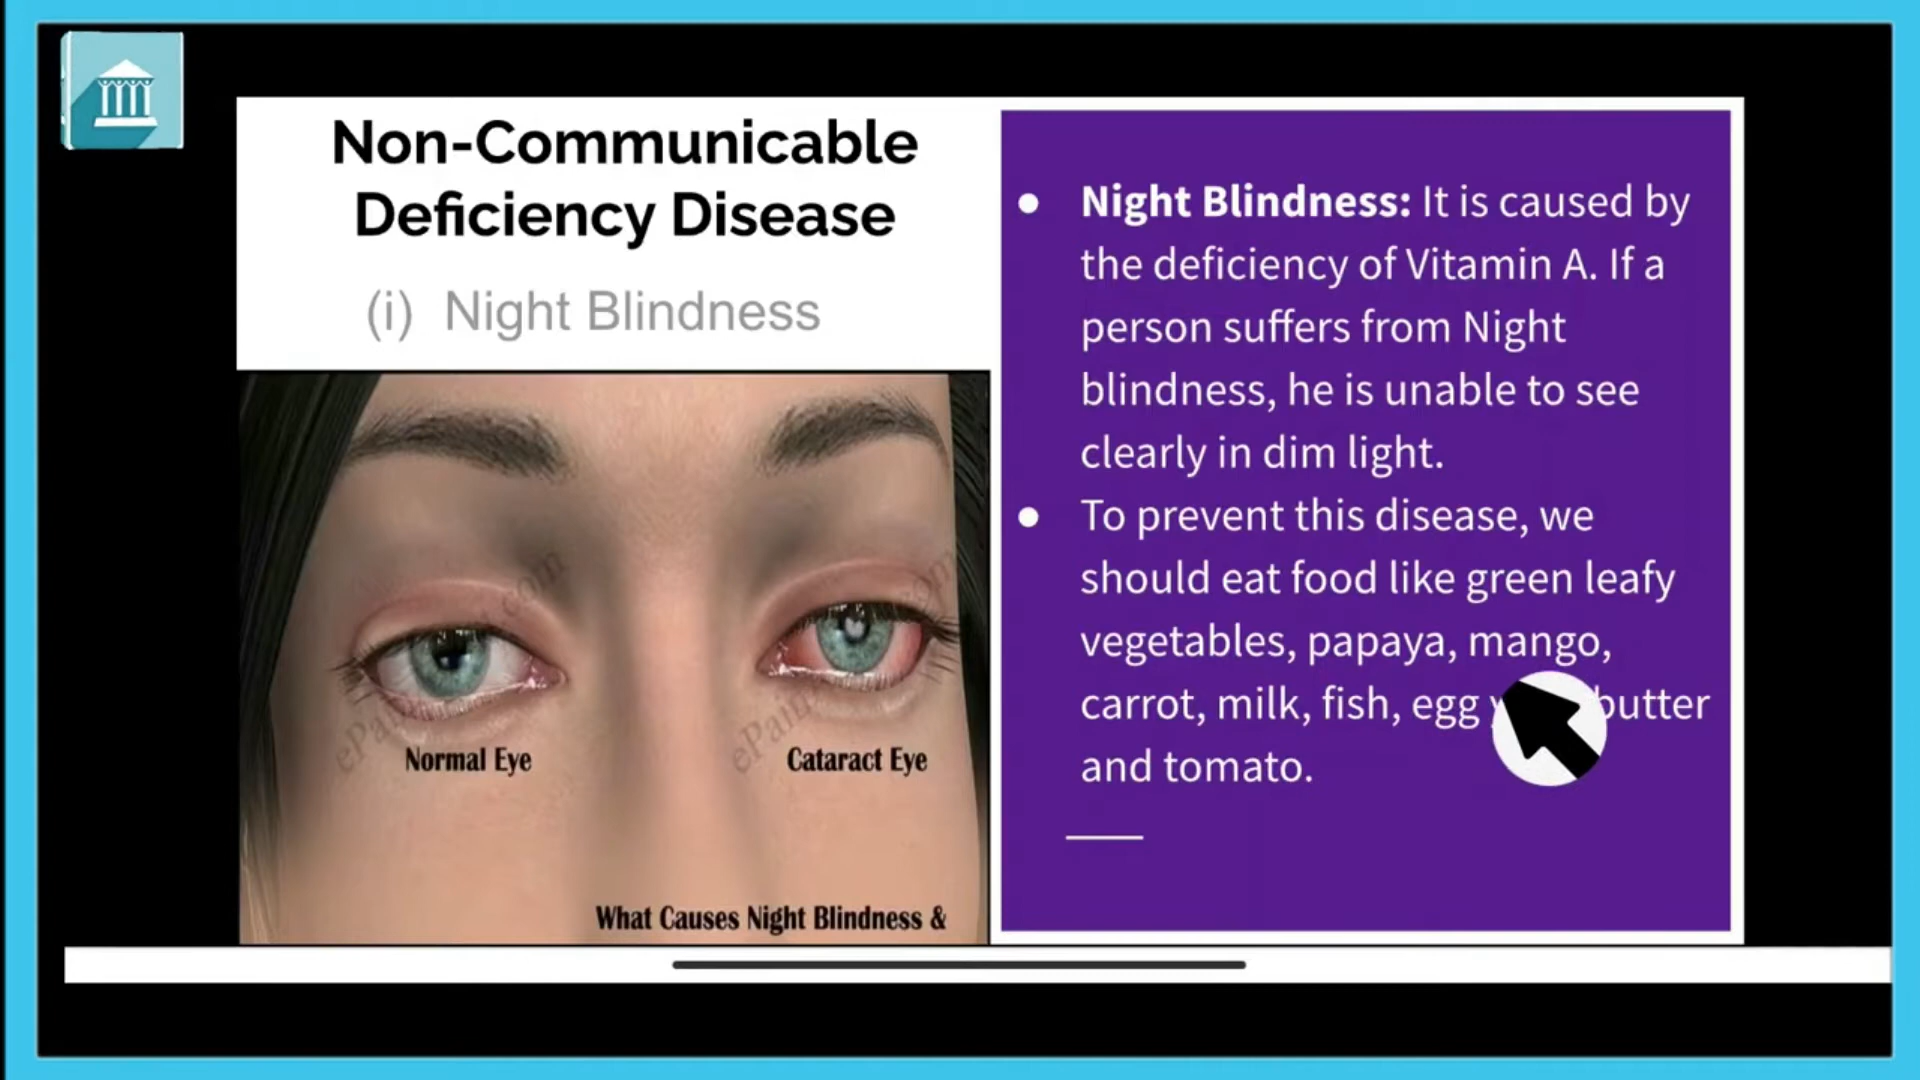 Non-Communicable
Deficiency Disease
(i) Night Blindness
Normal Eye
Cataract Eye
What Causes Night Blindness &
● Night Blindness: It is caused by
the deficiency of Vitamin A. If a
person suffers from Night
blindness, he is unable to see
clearly in dim light.
● To prevent this disease, we
should eat food like green leafy
vegetables, papaya, mango,
carrot, milk, fish, egg butter
and tomato.